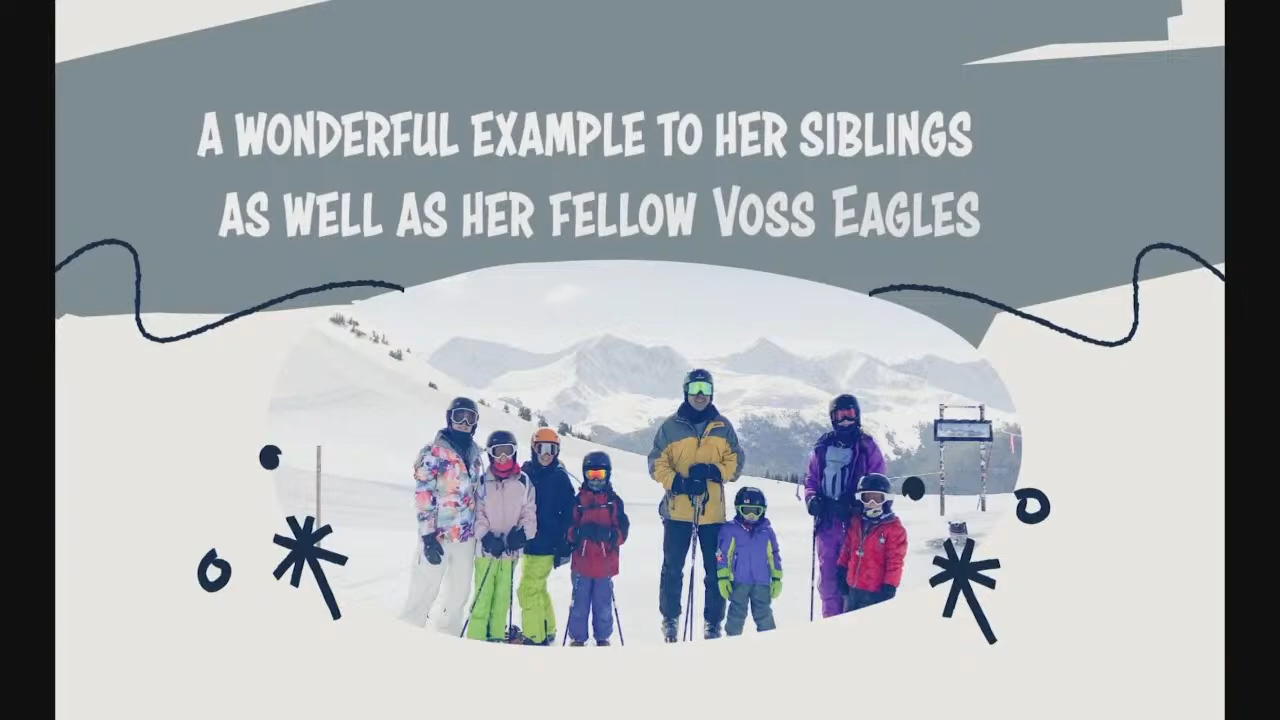 A WONDERFUL EXAMPLE TO HER SIBLINGS
AS WELL AS HER FELLOW VOSS EAGLES